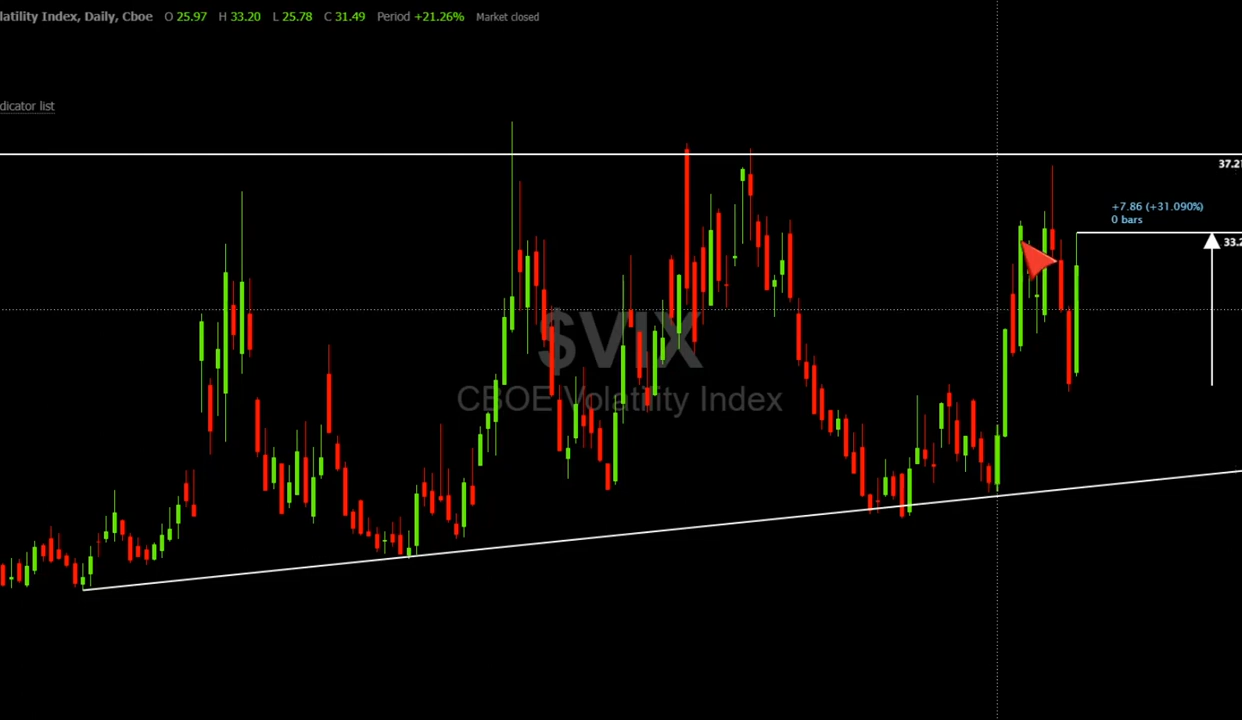 latility Index, Daily, Cboe O 25.97 H 33.20 L 25.78 C 31.49 Period +21.26% Market closed
dicator list
37.21
+7.86 (+31.090%)
0 bars
33.2
$VIX
CBOE Volatility Index